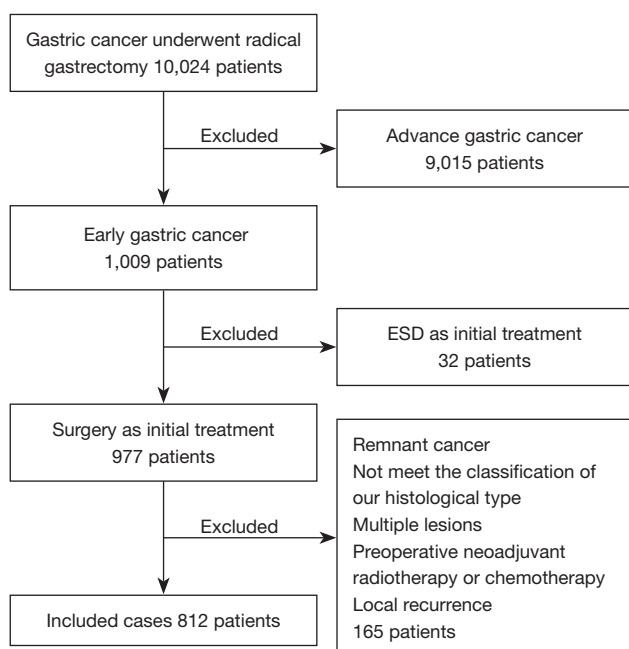 Gastric cancer underwent radical
gastrectomy 10,024 patients
Excluded
Advance gastric cancer
9,015 patients
Early gastric cancer
1,009 patients
Excluded
ESD as initial treatment
32 patients
Surgery as initial treatment
977 patients
Excluded
Remnant cancer
Not meet the classification of
our histological type
Multiple lesions
Preoperative neoadjuvant
radiotherapy or chemotherapy
Local recurrence
165 patients
Included cases 812 patients